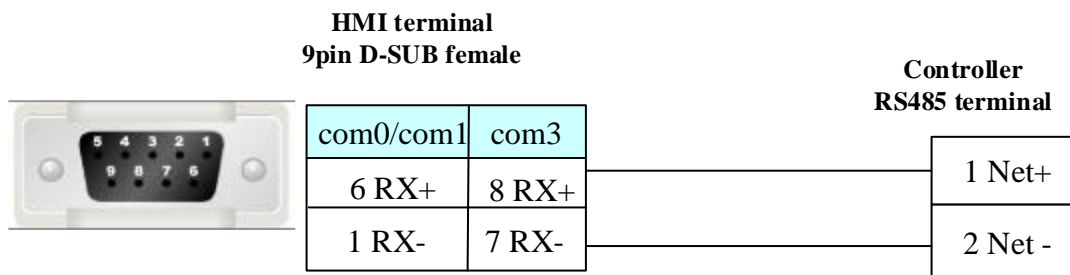 HMI terminal
9pin D-SUB female
Controller
RS485 terminal
com0/com1 com3
5 4 3 2 1
9 8 7 6
6 RX+ 8 RX+
1 RX- 7 RX-
1 Net+
2 Net -